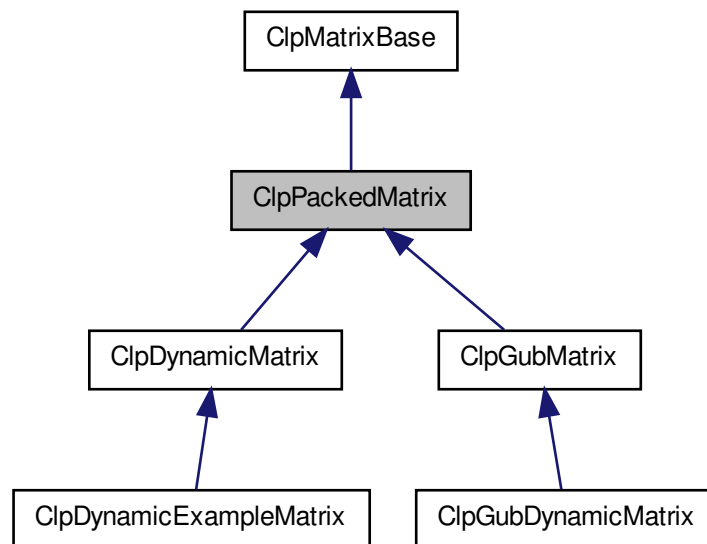 ClpMatrixBase
ClpPackedMatrix
ClpDynamicMatrix
ClpGubMatrix
ClpDynamicExampleMatrix
ClpGubDynamicMatrix